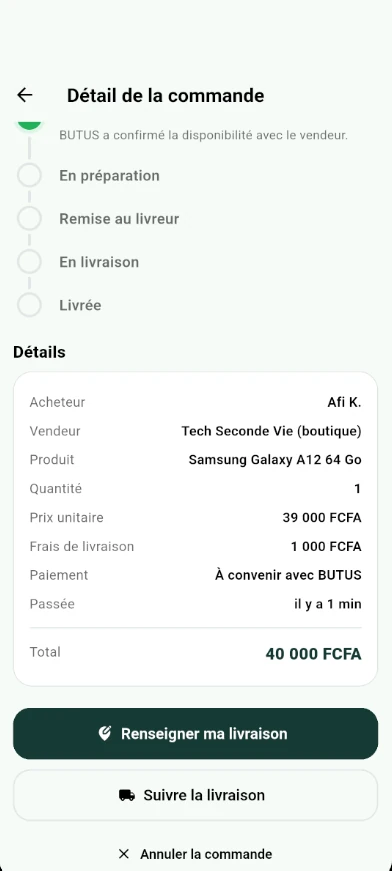 Détail de la commande
BUTUS a confirmé la disponibilité avec le vendeur.
En préparation
Remise au livreur
En livraison
Livrée
Détails
Acheteur Afi K.
Vendeur Tech Seconde Vie (boutique)
Produit Samsung Galaxy A12 64 Go
Quantité 1
Prix unitaire 39 000 FCFA
Frais de livraison 1 000 FCFA
Paiement À convenir avec BUTUS
Passée il y a 1 min
Total 40 000 FCFA
Renseigner ma livraison
Suivre la livraison
Annuler la commande